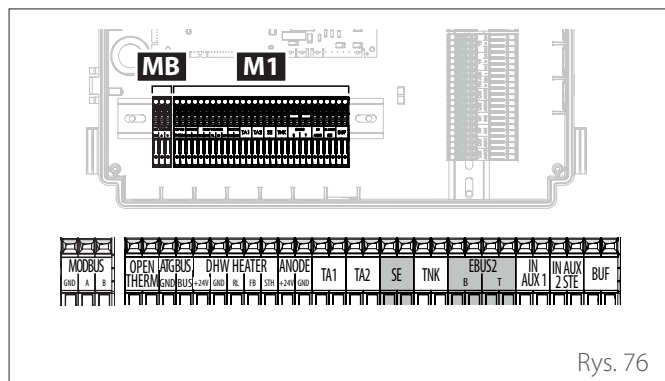 MB M1
TA1 TA2 SE TNK BUF
MODBUS OPEN THERM ATGBUS DHW HEATER ANODE TA1 TA2 SE TNK EBUS2 IN AUX 1 IN AUX 2 STE BUF
GND A B GND BUS +24V GND RL FB STH +24V GND B T
Rys. 76